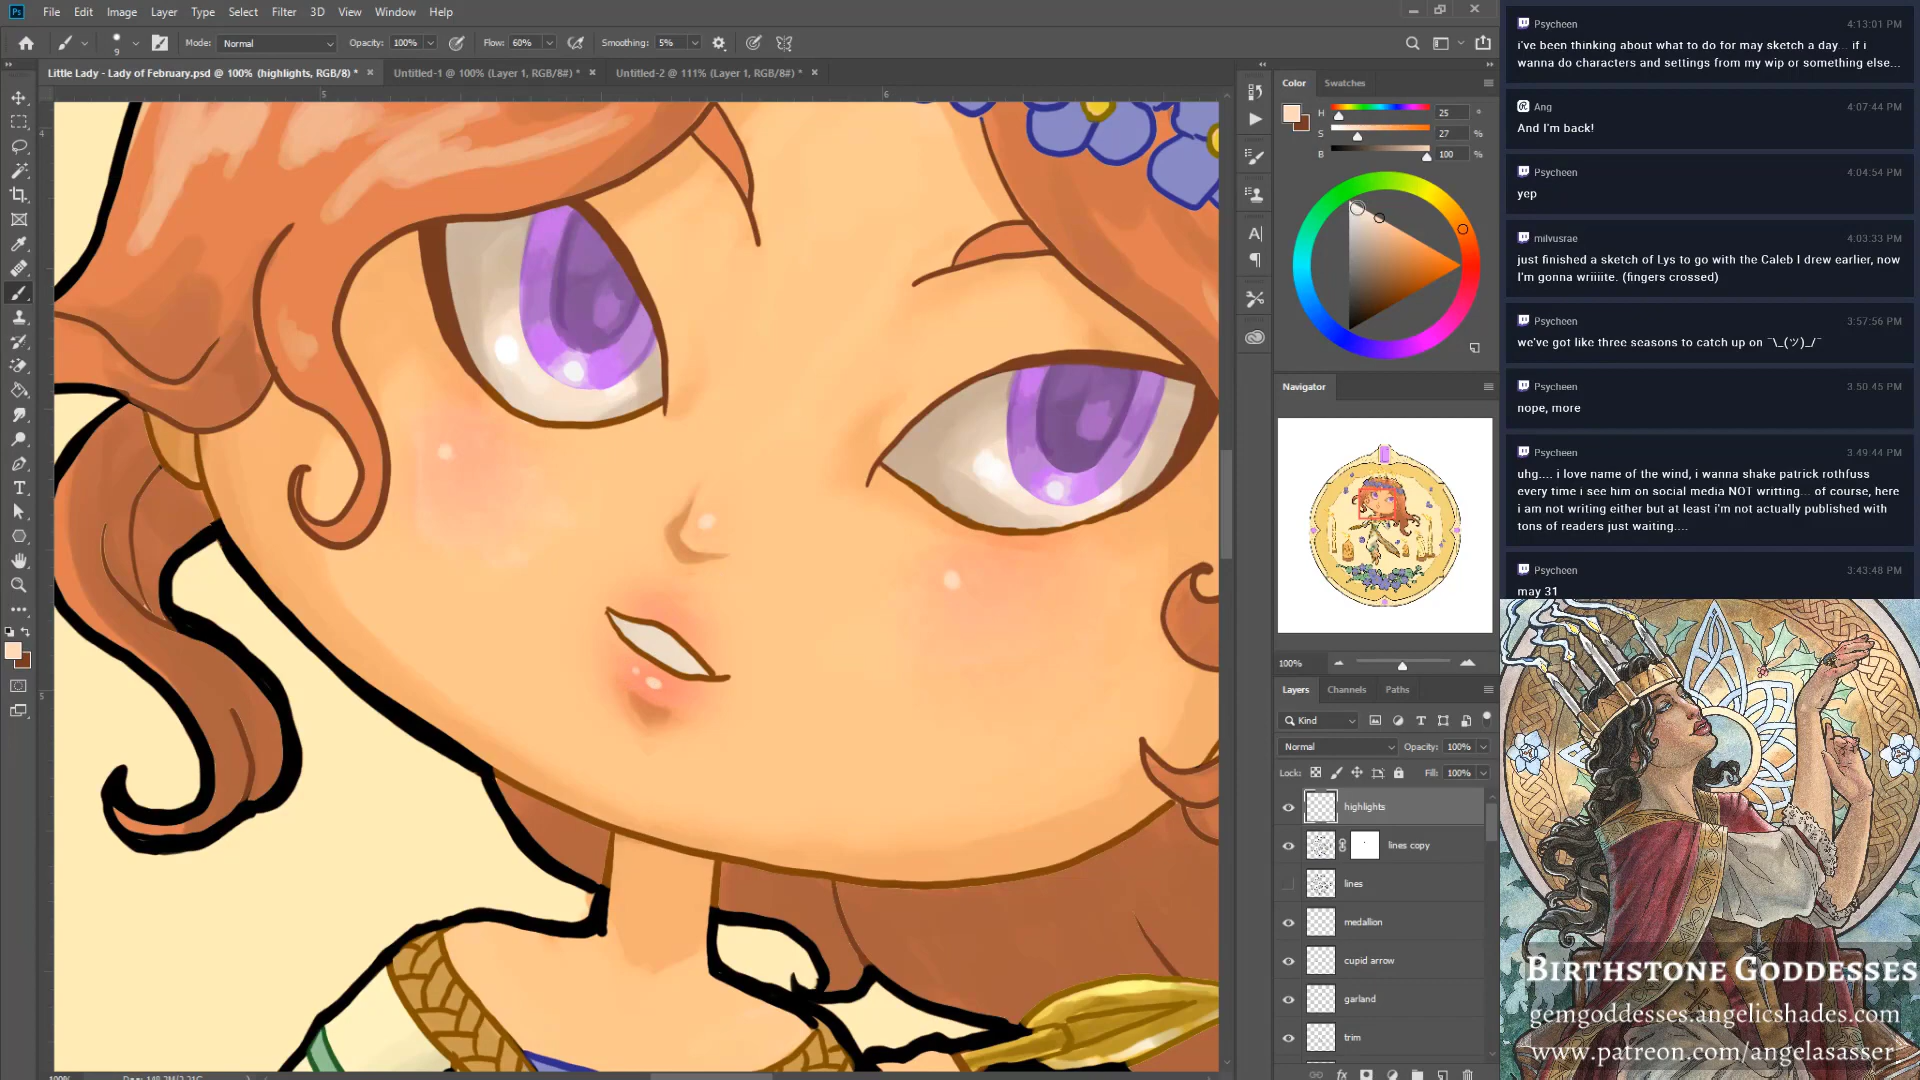 Ps File Edit Image Layer Type Select Filter 3D View Window Help
9 Mode: Normal Opacity: 100% Flow: 60% Smoothing: 5%
Little Lady - Lady of February.psd @ 100% (highlights, RGB/8) * Untitled-1 @ 100% (Layer 1, RGB/8#) * Untitled-2 @ 111% (Layer 1, RGB/8#) *
5 6
4
5
Color Swatches
H 25 °
S 27 %
B 100 %
Navigator
100%
Layers Channels Paths
Kind
Normal Opacity: 100%
Lock: Fill: 100%
highlights
lines copy
lines
medallion
cupid arrow
garland
trim
fx
Psycheen 4:13:01 PM
i've been thinking about what to do for may sketch a day... if i
wanna do characters and settings from my wip or something else...
Ang 4:07:44 PM
And I'm back!
Psycheen 4:04:54 PM
yep
milvusrae 4:03:33 PM
just finished a sketch of Lys to go with the Caleb I drew earlier, now
I'm gonna wriiiite. (fingers crossed)
Psycheen 3:57:56 PM
we've got like three seasons to catch up on ¯\_(ツ)_/¯
Psycheen 3:50:45 PM
nope, more
Psycheen 3:49:44 PM
uhg.... i love name of the wind, i wanna shake patrick rothfuss
every time i see him on social media NOT writting... of course, here
i am not writing either but at least i'm not actually published with
tons of readers just waiting....
Psycheen 3:43:48 PM
may 31
Birthstone Goddesses
gemgoddesses.angelicshades.com
www.patreon.com/angelasasser